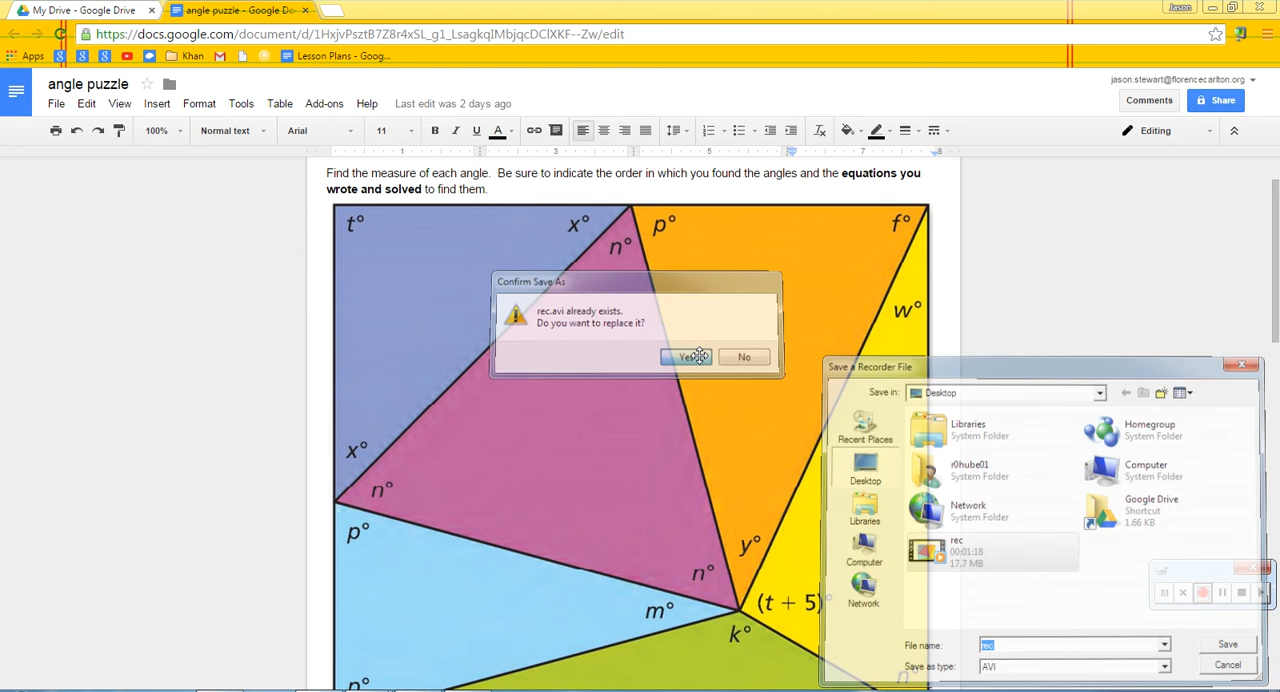 My Drive - Google Drive
angle puzzle - Google Do
Jason
https://docs.google.com/document/d/1HxjvPsztB7Z8r4xSL_g1_LsagkqIMbjqcDClXKF--Zw/edit
Apps
Khan
Lesson Plans - Goog...
angle puzzle
jason.stewart@florencecarlton.org
File Edit View Insert Format Tools Table Add-ons Help Last edit was 2 days ago
Comments
Share
100% Normal text Arial 11 B I U A Editing
1 3 5 7 8
Find the measure of each angle. Be sure to indicate the order in which you found the angles and the equations you
wrote and solved to find them.
t° x° p° f°
n°
Confirm Save As
rec.avi already exists.
Do you want to replace it?
Yes No
w°
x°
n°
p°
y°
n°
m°
(t + 5)°
k°
n°
Save a Recorder File
Save in: Desktop
Recent Places
Desktop
Libraries
Computer
Network
Libraries
System Folder
Homegroup
System Folder
r0hube01
System Folder
Computer
System Folder
Network
System Folder
Google Drive
Shortcut
1.66 KB
rec
00:01:18
17.7 MB
M
File name: rec Save
Save as type: AVI Cancel